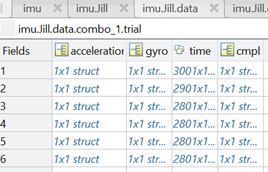 imu imu.Jill imu.Jill.data imu.Jill.data
imu.Jill.data.combo_1.trial
Fields acceleration gyro time cmpl
1 1x1 struct 1x1 str... 3001x1... 1x1 str...
2 1x1 struct 1x1 str... 2901x1... 1x1 str...
3 1x1 struct 1x1 str... 2801x1... 1x1 str...
4 1x1 struct 1x1 str... 2801x1... 1x1 str...
5 1x1 struct 1x1 str... 2801x1... 1x1 str...
6 1x1 struct 1x1 str... 2801x1... 1x1 str...